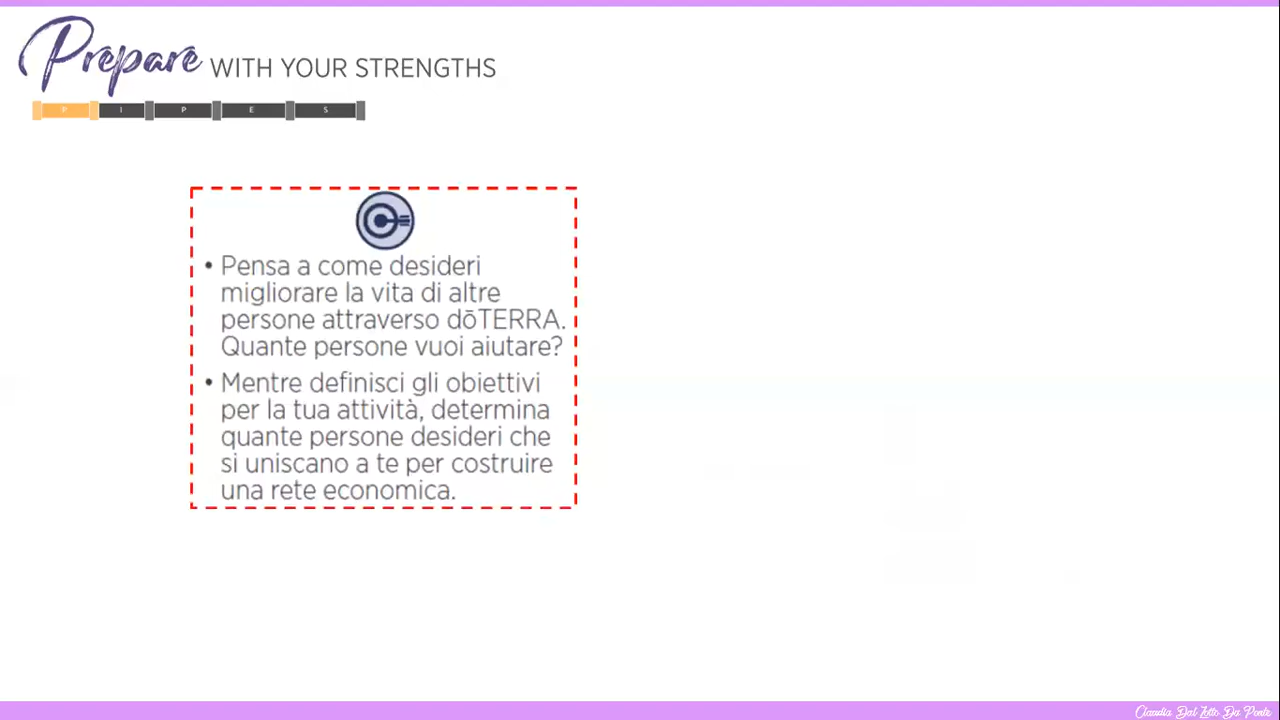 Prepare WITH YOUR STRENGTHS
P I P E S
• Pensa a come desideri
migliorare la vita di altre
persone attraverso dōTERRA.
Quante persone vuoi aiutare?
• Mentre definisci gli obiettivi
per la tua attività, determina
quante persone desideri che
si uniscano a te per costruire
una rete economica.
Claudia Dal Zotto Da Ponte